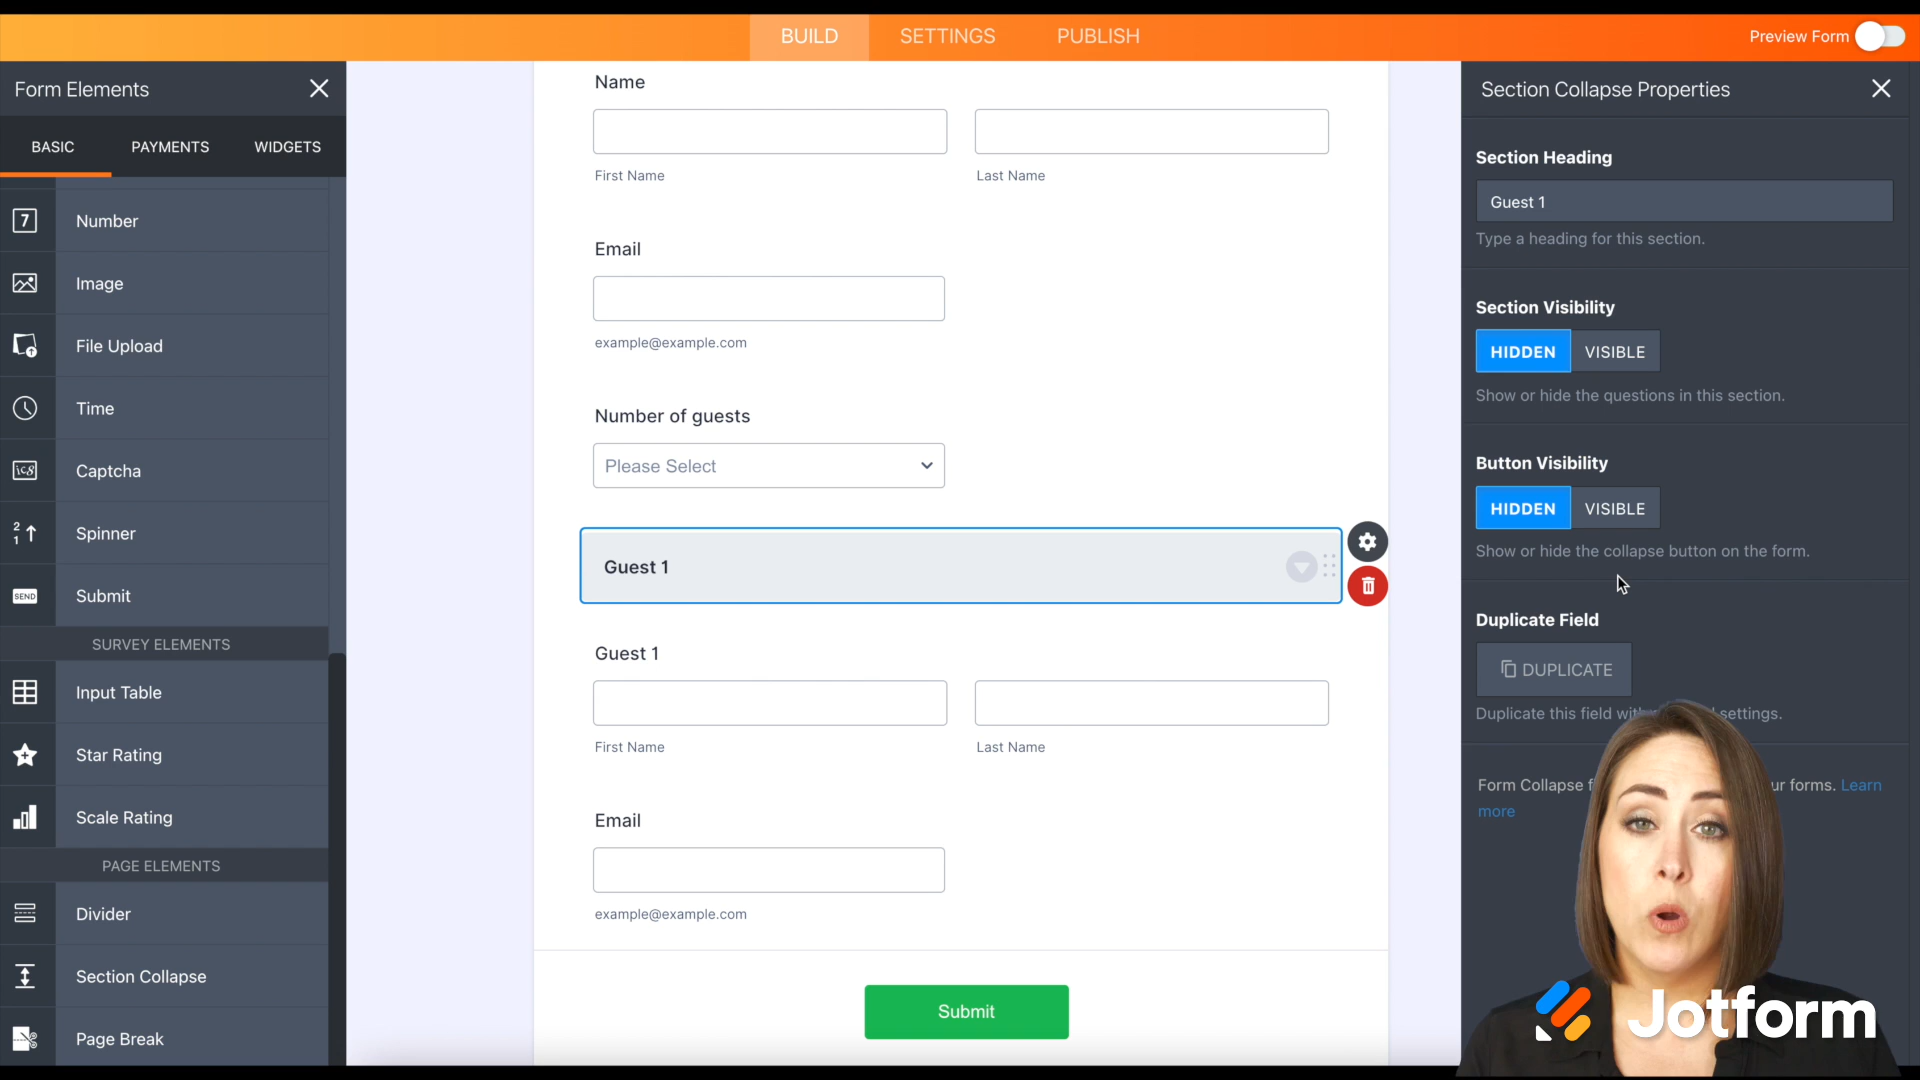 BUILD
SETTINGS
PUBLISH
Preview Form
Form Elements
BASIC
PAYMENTS
WIDGETS
7
Number
Image
File Upload
Time
Captcha
2
1
Spinner
SEND
Submit
SURVEY ELEMENTS
Input Table
Star Rating
Scale Rating
PAGE ELEMENTS
Divider
Section Collapse
Page Break
Name
First Name
Last Name
Email
example@example.com
Number of guests
Please Select
Guest 1
Guest 1
First Name
Last Name
Email
example@example.com
Submit
Section Collapse Properties
Section Heading
Guest 1
Type a heading for this section.
Section Visibility
HIDDEN
VISIBLE
Show or hide the questions in this section.
Button Visibility
HIDDEN
VISIBLE
Show or hide the collapse button on the form.
Duplicate Field
DUPLICATE
Duplicate this field settings.
Form Collapse ur forms. Learn
more
Jotform